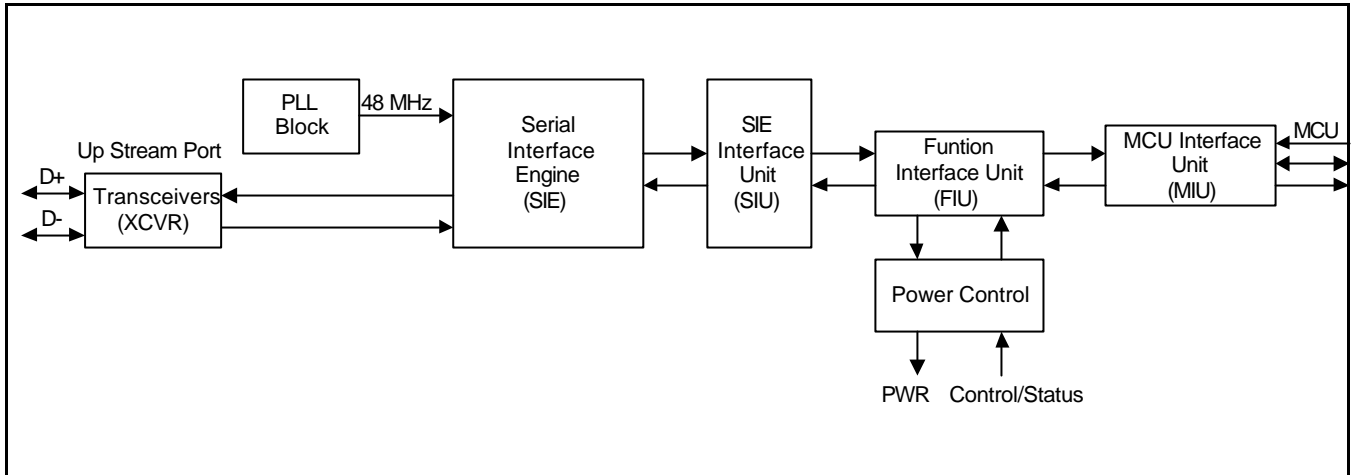 PLL
Block
48 MHz
Up Stream Port
D+
D-
Transceivers
(XCVR)
Serial
Interface
Engine
(SIE)
SIE
Interface
Unit
(SIU)
Funtion
Interface Unit
(FIU)
MCU Interface
Unit
(MIU)
MCU
Power Control
PWR
Control/Status